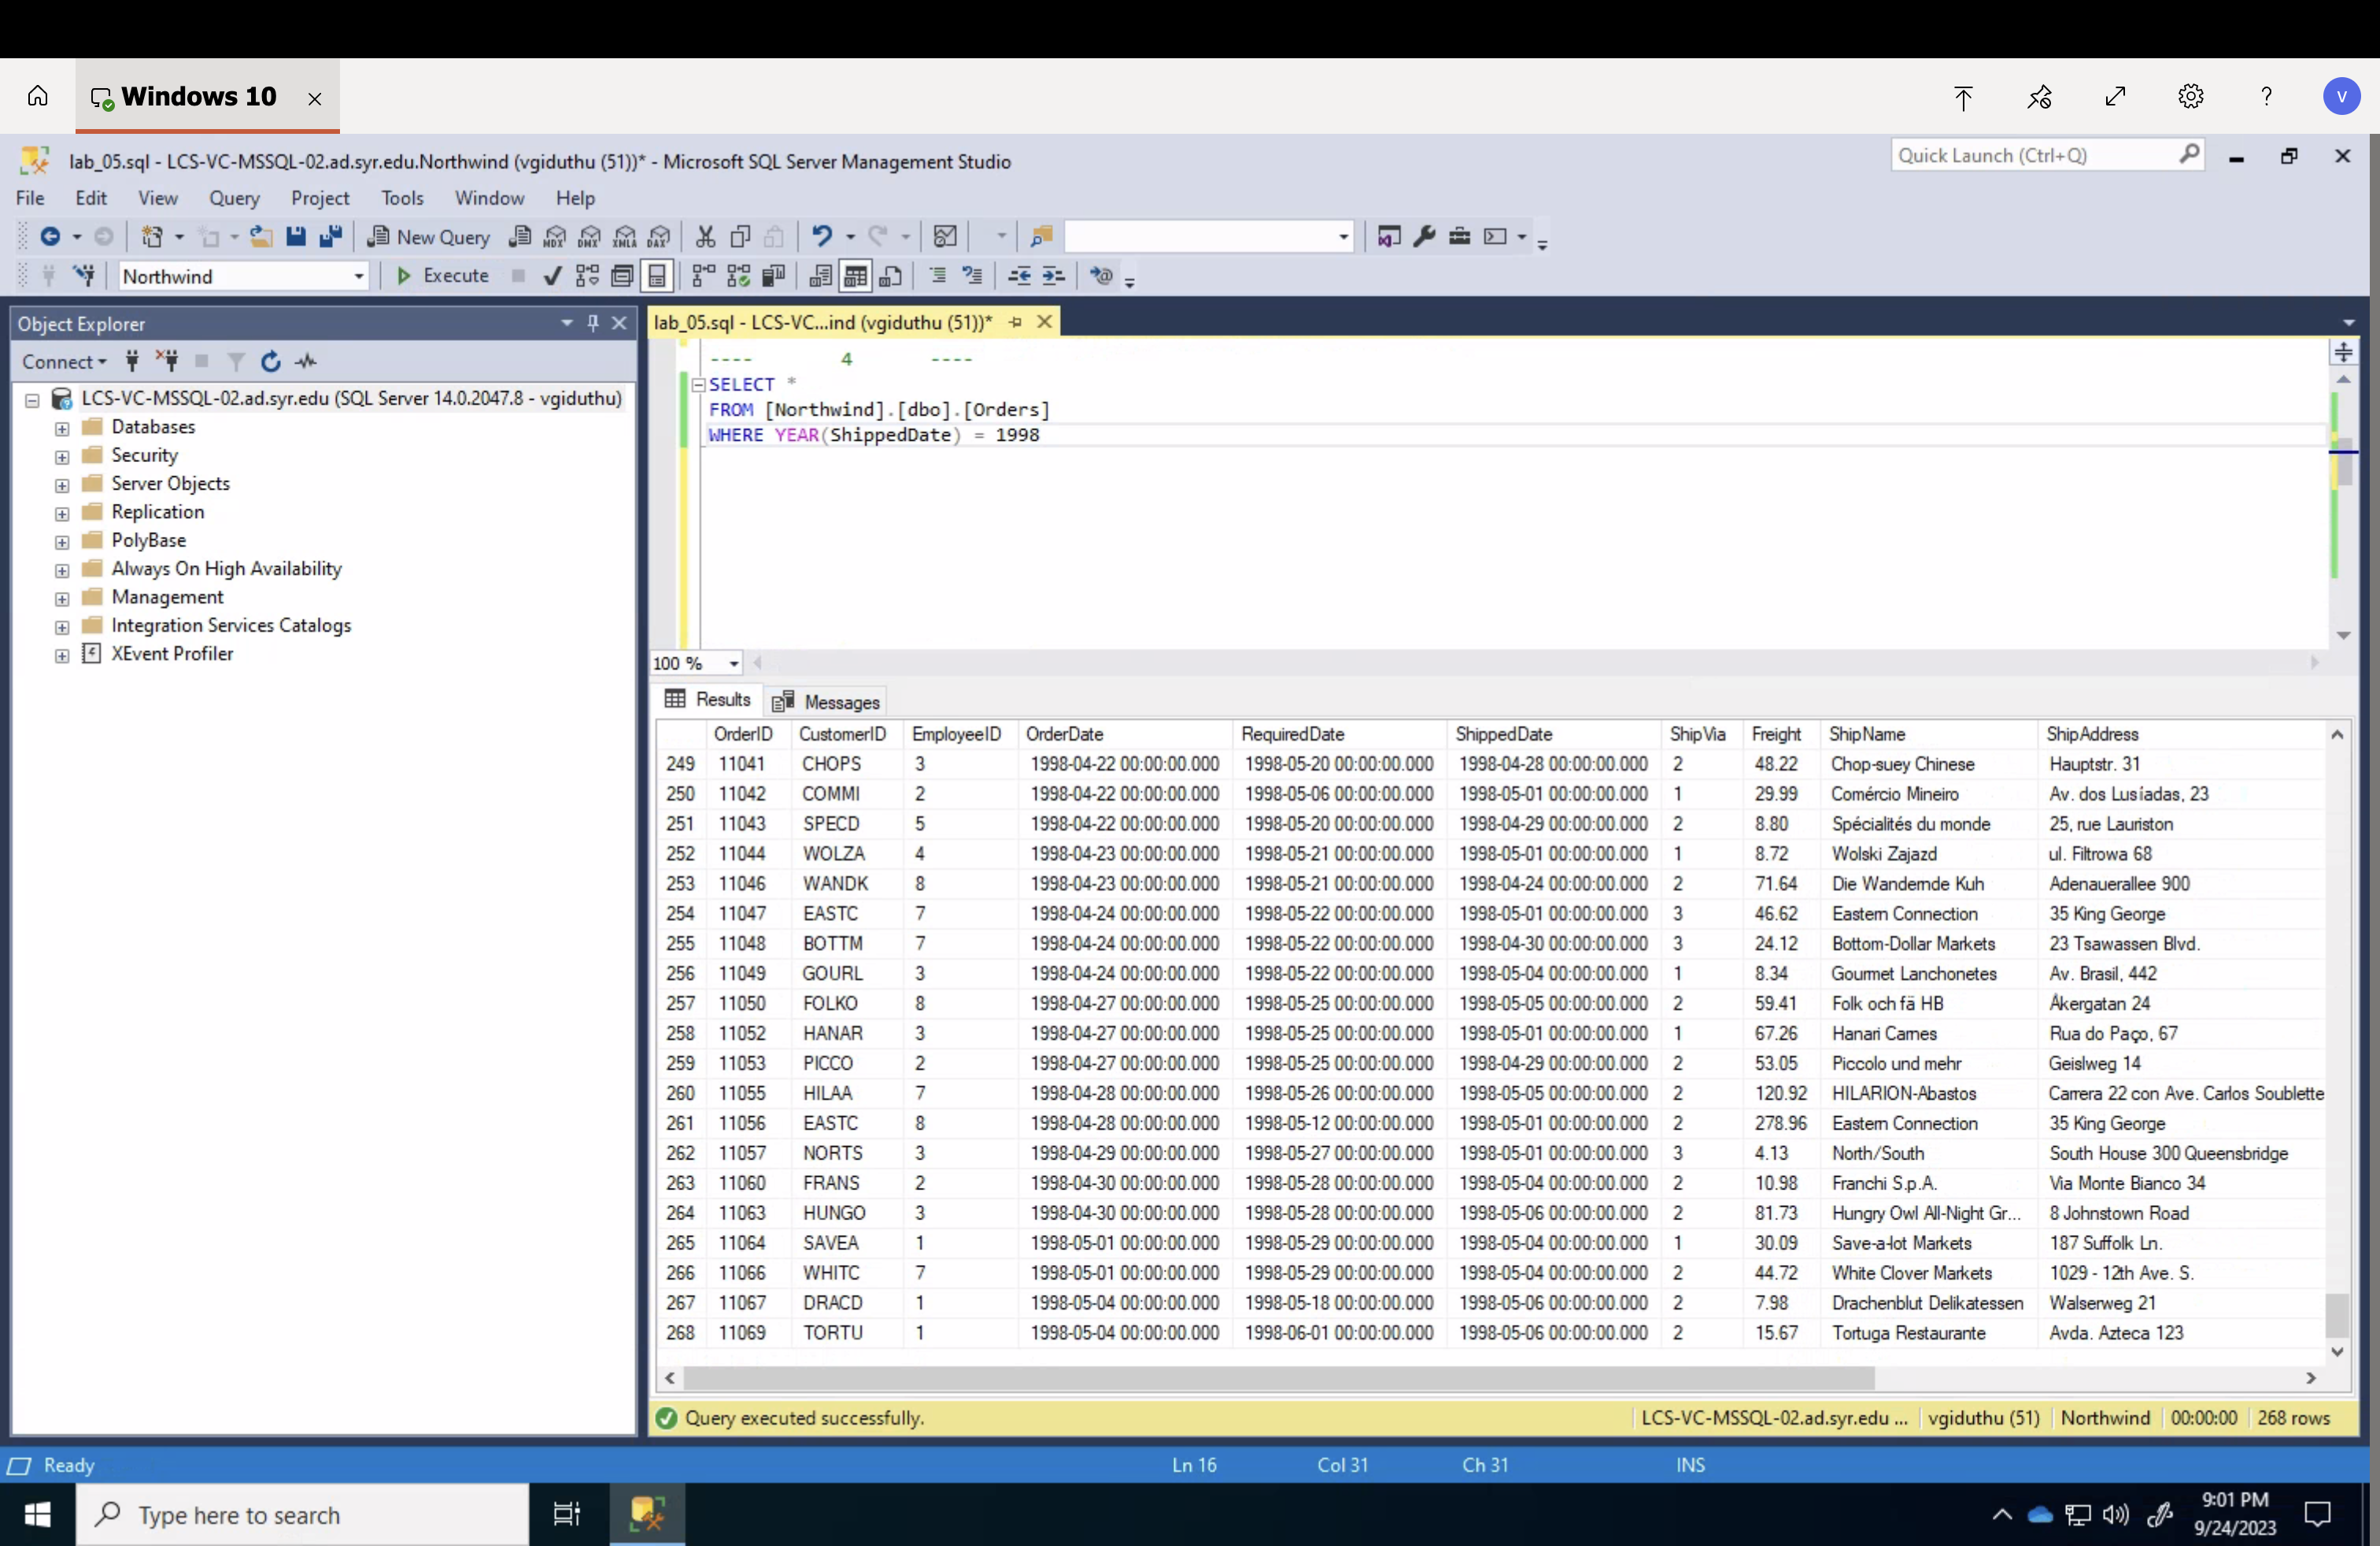 Windows 10
V
lab_05.sql - LCS-VC-MSSQL-02.ad.syr.edu.Northwind (vgiduthu (51))* - Microsoft SQL Server Management Studio
Quick Launch (Ctrl+Q)
File Edit View Query Project Tools Window Help
New Query MDX DMX XMLA DAX
Northwind Execute
Object Explorer
lab_05.sql - LCS-VC...ind (vgiduthu (51))*
Connect
LCS-VC-MSSQL-02.ad.syr.edu (SQL Server 14.0.2047.8 - vgiduthu)
Databases
Security
Server Objects
Replication
PolyBase
Always On High Availability
Management
Integration Services Catalogs
XEvent Profiler
---- 4 ----
SELECT *
FROM [Northwind].[dbo].[Orders]
WHERE YEAR(ShippedDate) = 1998
100 %
Results Messages
OrderID CustomerID EmployeeID OrderDate RequiredDate ShippedDate ShipVia Freight ShipName ShipAddress
249 11041 CHOPS 3 1998-04-22 00:00:00.000 1998-05-20 00:00:00.000 1998-04-28 00:00:00.000 2 48.22 Chop-suey Chinese Hauptstr. 31
250 11042 COMMI 2 1998-04-22 00:00:00.000 1998-05-06 00:00:00.000 1998-05-01 00:00:00.000 1 29.99 Comércio Mineiro Av. dos Lusíadas, 23
251 11043 SPECD 5 1998-04-22 00:00:00.000 1998-05-20 00:00:00.000 1998-04-29 00:00:00.000 2 8.80 Spécialités du monde 25, rue Lauriston
252 11044 WOLZA 4 1998-04-23 00:00:00.000 1998-05-21 00:00:00.000 1998-05-01 00:00:00.000 1 8.72 Wolski Zajazd ul. Filtrowa 68
253 11046 WANDK 8 1998-04-23 00:00:00.000 1998-05-21 00:00:00.000 1998-04-24 00:00:00.000 2 71.64 Die Wandernde Kuh Adenauerallee 900
254 11047 EASTC 7 1998-04-24 00:00:00.000 1998-05-22 00:00:00.000 1998-05-01 00:00:00.000 3 46.62 Eastern Connection 35 King George
255 11048 BOTTM 7 1998-04-24 00:00:00.000 1998-05-22 00:00:00.000 1998-04-30 00:00:00.000 3 24.12 Bottom-Dollar Markets 23 Tsawassen Blvd.
256 11049 GOURL 3 1998-04-24 00:00:00.000 1998-05-22 00:00:00.000 1998-05-04 00:00:00.000 1 8.34 Gourmet Lanchonetes Av. Brasil, 442
257 11050 FOLKO 8 1998-04-27 00:00:00.000 1998-05-25 00:00:00.000 1998-05-05 00:00:00.000 2 59.41 Folk och fä HB Åkergatan 24
258 11052 HANAR 3 1998-04-27 00:00:00.000 1998-05-25 00:00:00.000 1998-05-01 00:00:00.000 1 67.26 Hanari Carnes Rua do Paço, 67
259 11053 PICCO 2 1998-04-27 00:00:00.000 1998-05-25 00:00:00.000 1998-04-29 00:00:00.000 2 53.05 Piccolo und mehr Geislweg 14
260 11055 HILAA 7 1998-04-28 00:00:00.000 1998-05-26 00:00:00.000 1998-05-05 00:00:00.000 2 120.92 HILARION-Abastos Carrera 22 con Ave. Carlos Soublette
261 11056 EASTC 8 1998-04-28 00:00:00.000 1998-05-12 00:00:00.000 1998-05-01 00:00:00.000 2 278.96 Eastern Connection 35 King George
262 11057 NORTS 3 1998-04-29 00:00:00.000 1998-05-27 00:00:00.000 1998-05-01 00:00:00.000 3 4.13 North/South South House 300 Queensbridge
263 11060 FRANS 2 1998-04-30 00:00:00.000 1998-05-28 00:00:00.000 1998-05-04 00:00:00.000 2 10.98 Franchi S.p.A. Via Monte Bianco 34
264 11063 HUNGO 3 1998-04-30 00:00:00.000 1998-05-28 00:00:00.000 1998-05-06 00:00:00.000 2 81.73 Hungry Owl All-Night Gr... 8 Johnstown Road
265 11064 SAVEA 1 1998-05-01 00:00:00.000 1998-05-29 00:00:00.000 1998-05-04 00:00:00.000 1 30.09 Save-a-lot Markets 187 Suffolk Ln.
266 11066 WHITC 7 1998-05-01 00:00:00.000 1998-05-29 00:00:00.000 1998-05-04 00:00:00.000 2 44.72 White Clover Markets 1029 - 12th Ave. S.
267 11067 DRACD 1 1998-05-04 00:00:00.000 1998-05-18 00:00:00.000 1998-05-06 00:00:00.000 2 7.98 Drachenblut Delikatessen Walserweg 21
268 11069 TORTU 1 1998-05-04 00:00:00.000 1998-06-01 00:00:00.000 1998-05-06 00:00:00.000 2 15.67 Tortuga Restaurante Avda. Azteca 123
Query executed successfully. LCS-VC-MSSQL-02.ad.syr.edu ... vgiduthu (51) Northwind 00:00:00 268 rows
Ready Ln 16 Col 31 Ch 31 INS
Type here to search
9:01 PM
9/24/2023